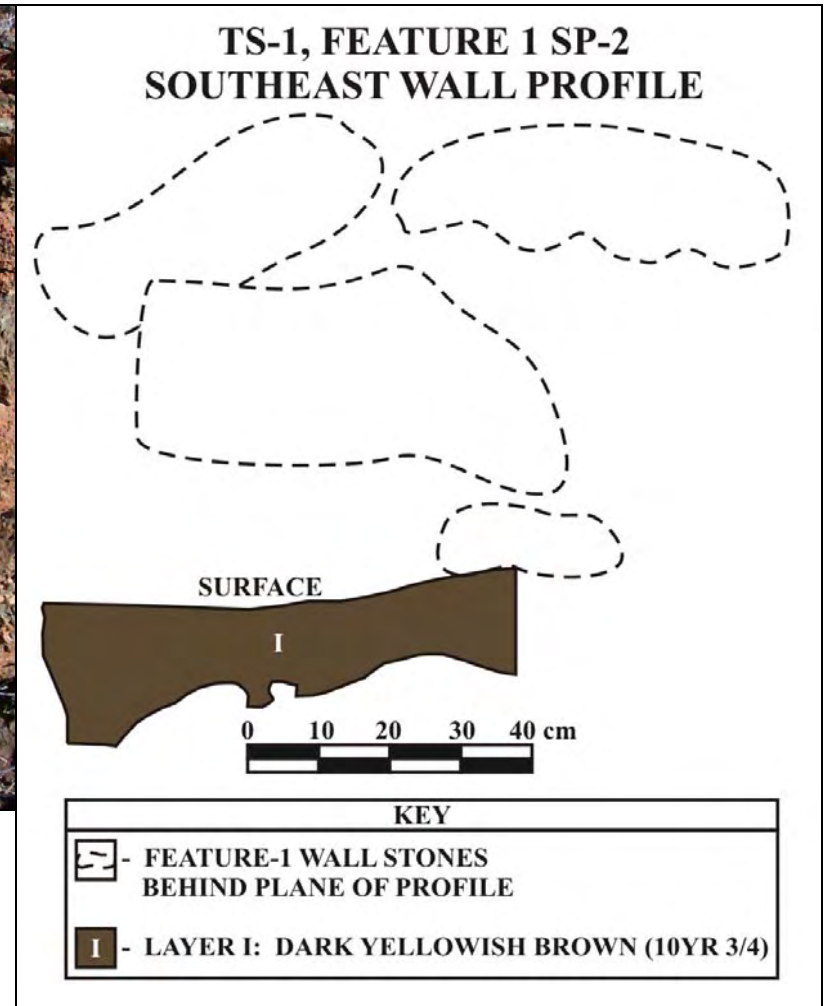 TS-1, FEATURE 1 SP-2
SOUTHEAST WALL PROFILE
SURFACE
I
0 10 20 30 40 cm
KEY
- FEATURE-1 WALL STONES
BEHIND PLANE OF PROFILE
I - LAYER I: DARK YELLOWISH BROWN (10YR 3/4)